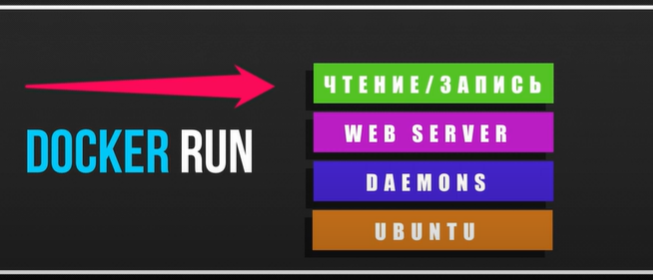 ЧТЕНИЕ/ЗАПИСЬ
DOCKER RUN
WEB SERVER
DAEMONS
UBUNTU